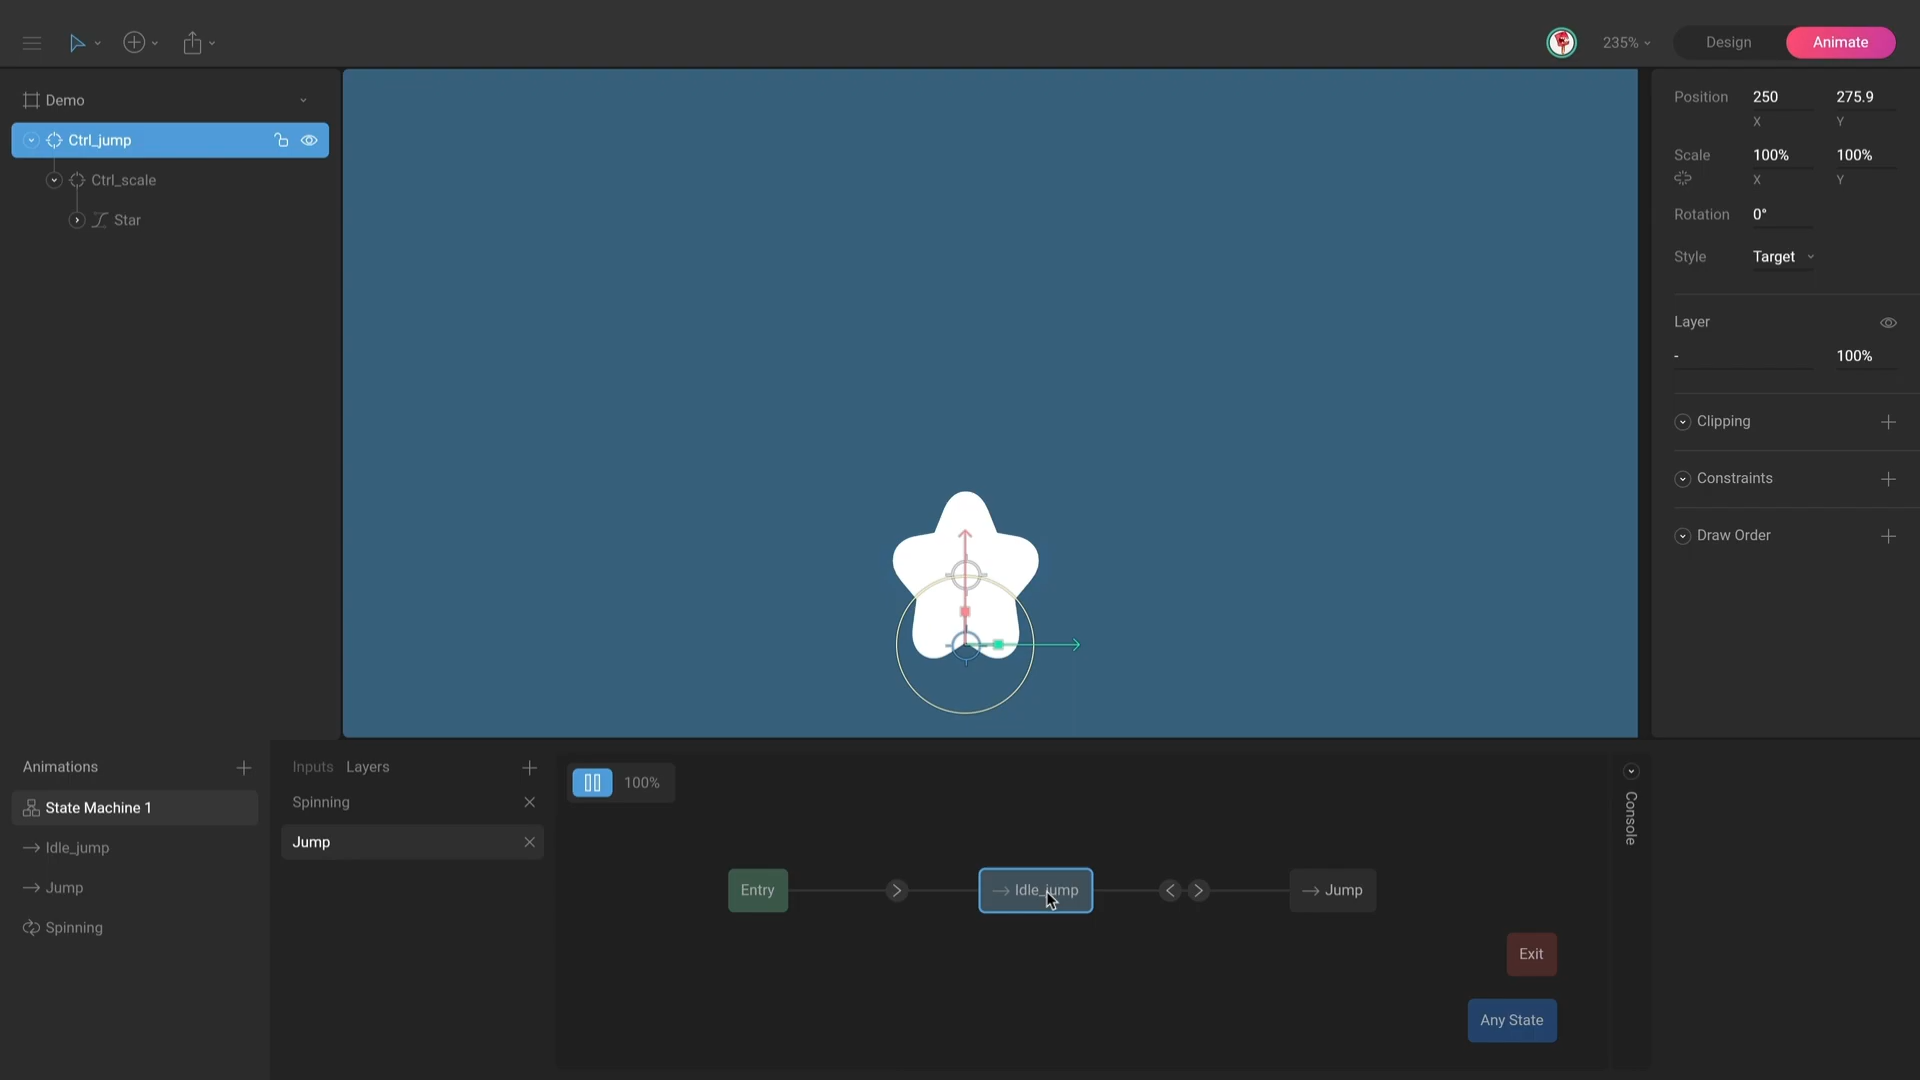 235%
Design
Animate
Demo
Ctrl_jump
Ctrl_scale
Star
Position 250 275.9
X Y
Scale 100% 100%
X Y
Rotation 0°
Style Target
Layer
- 100%
Clipping
Constraints
Draw Order
Animations
State Machine 1
Idle_jump
Jump
Spinning
Inputs Layers
Spinning
Jump
100%
Entry
Idle_jump
Jump
Exit
Any State
Console